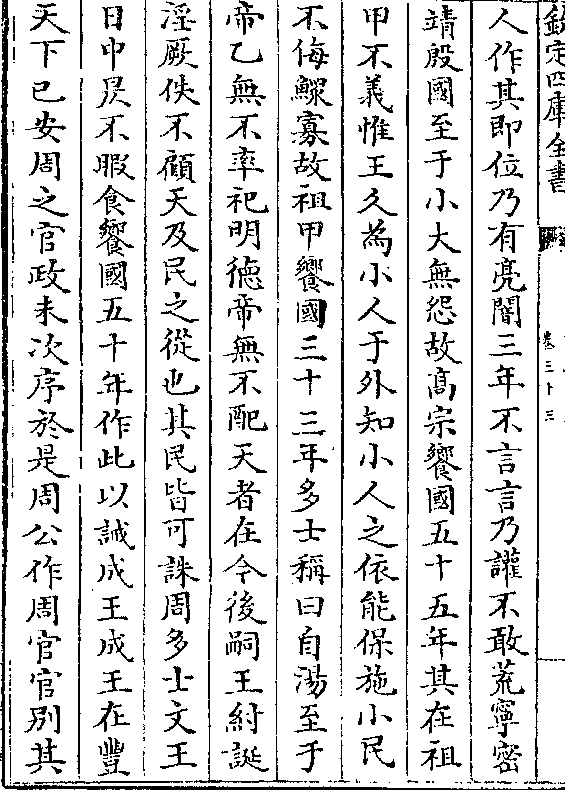 欽定四庫全書
卷三十三
人作其即位乃有亮闇三年不言言乃讙不敢荒寧密
靖殷國至于小大無怨故髙宗饗國五十五年其在祖
甲不義惟王久為小人于外知小人之依能保施小民
不侮鰥寡故祖甲饗國三十三年多士稱曰自湯至于
帝乙無不率祀明徳帝無不配天者在今後嗣王紂誕
淫厥佚不顧天及民之從也其民皆可誅周多士文王
日中昃不暇食饗國五十年作此以誡成王成王在豐
天下已安周之官政未次序於是周公作周官官别其